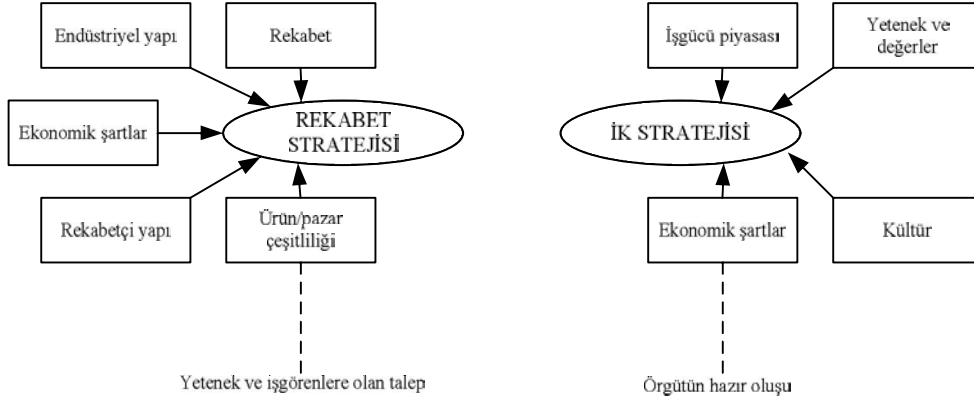 Endüstriyel yapı
Rekabet
İşgücü piyasası
Yetenek ve
değerler
Ekonomik şartlar
REKABET
STRATEJİSİ
İK STRATEJİSİ
Rekabetçi yapı
Ürün/pazar
çeşitliliği
Ekonomik şartlar
Kültür
Yetenek ve işgörenlere olan talep
Örgütün hazır oluşu